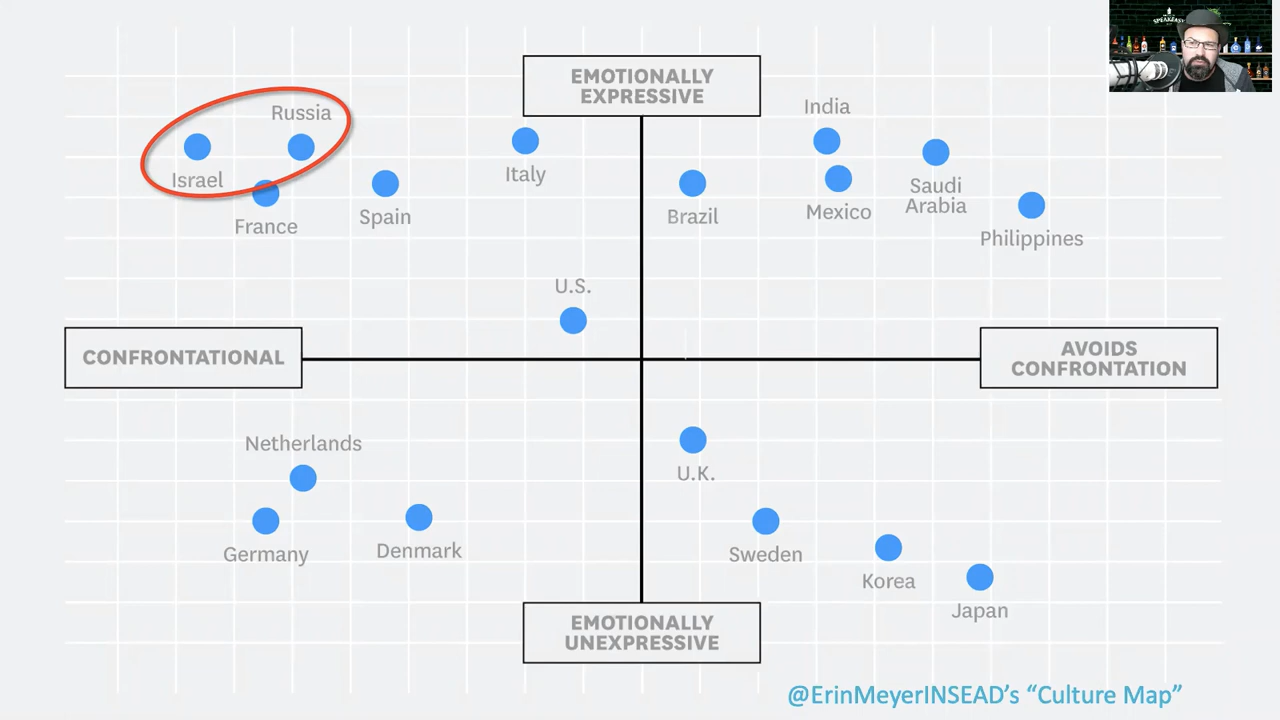 SPEAKEASY
EMOTIONALLY
EXPRESSIVE
India
Russia
Israel
Italy
Saudi
Arabia
France
Spain
Brazil
Mexico
Philippines
U.S.
CONFRONTATIONAL
AVOIDS
CONFRONTATION
Netherlands
U.K.
Germany
Denmark
Sweden
Korea
Japan
EMOTIONALLY
UNEXPRESSIVE
@ErinMeyerINSEAD’s “Culture Map”